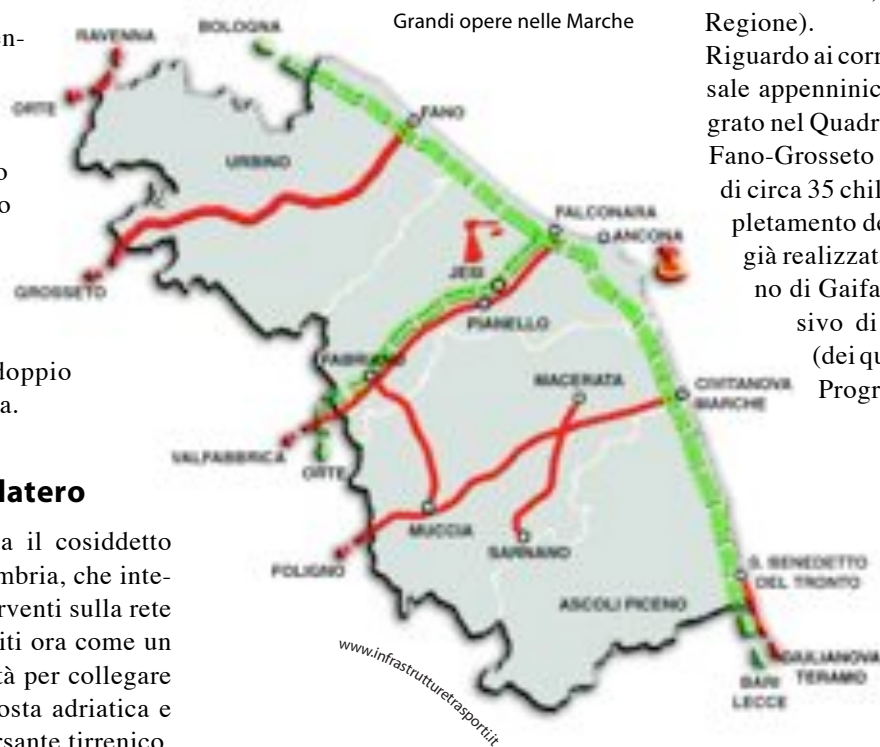 en-
o
o
doppio
a.
latero
a il cosiddetto
mbria, che inte-
rventi sulla rete
iti ora come un
tà per collegare
osta adriatica e
rsante tirrenico.
Grandi opere nelle Marche
RAVENNA
BOLOGNA
ORTE
FANO
URBINO
FALCONARA
ANCONA
JESI
GROSSETO
PIANELLO
FABRIANO
MACERATA
CIVITANOVA
MARCHE
VALFABBRICA
ORTE
MUCCIA
SARNANO
FOLIGNO
S. BENEDETTO
DEL TRONTO
ASCOLI PICENO
GIULIANOVA
TERAMO
BARI
LECCE
www.infrastrutturetrasporti.it
Regione).
Riguardo ai corr
sale appenninic
grato nel Quadr
Fano-Grosseto
di circa 35 chil
pletamento de
già realizzat
no di Gaifa
sivo di
(dei qu
Progr